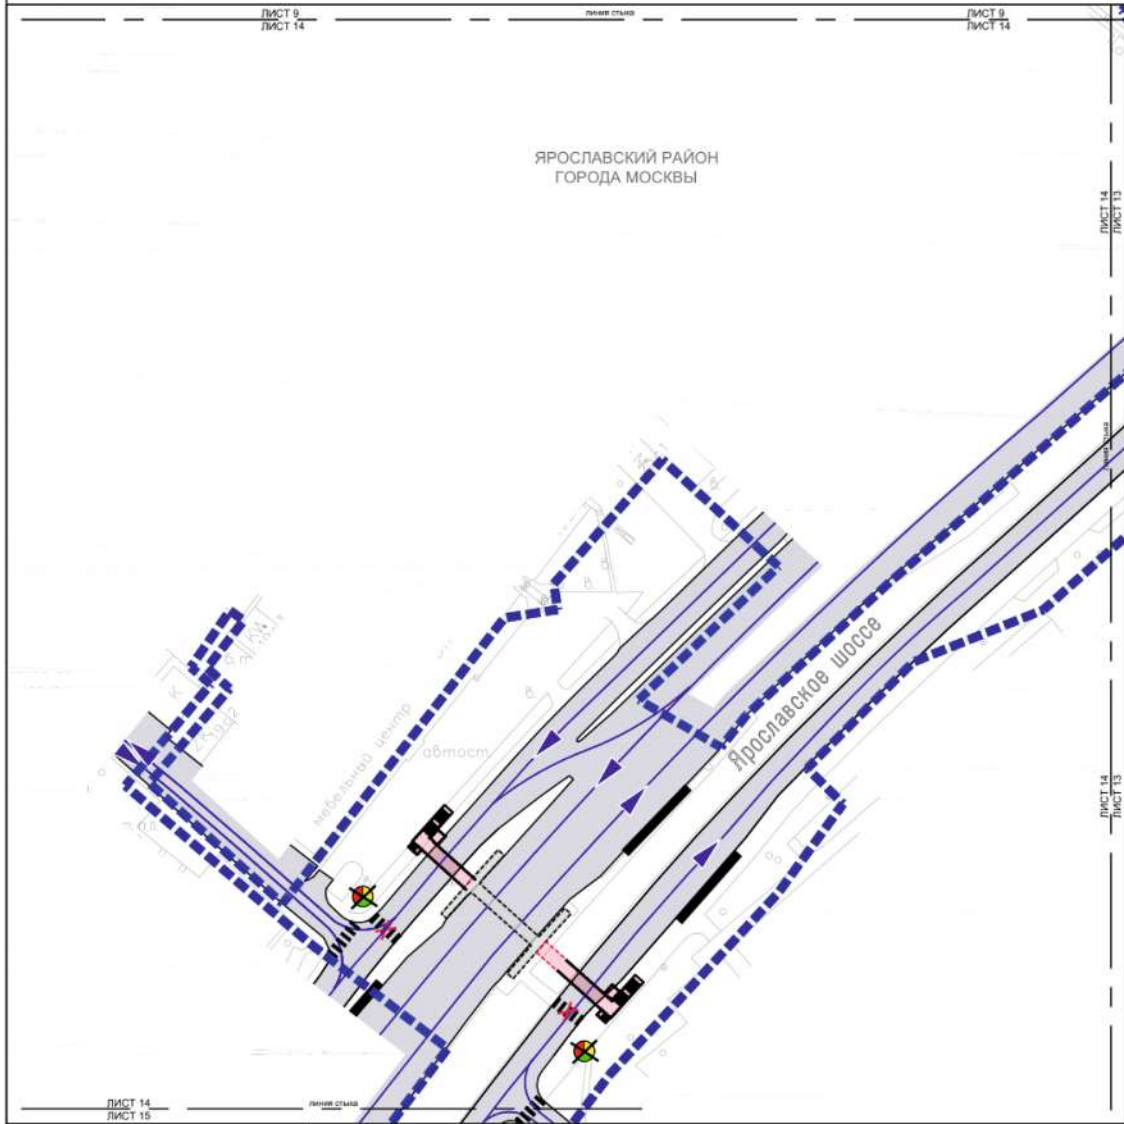 ЛИСТ 9
ЛИСТ 14
линия стыка
ЛИСТ 9
ЛИСТ 14
ЯРОСЛАВСКИЙ РАЙОН
ГОРОДА МОСКВЫ
ЛИСТ 14
ЛИСТ 13
линия стыка
Ярославское шоссе
мебельный центр
автост.
ЛИСТ 14
ЛИСТ 13
ЛИСТ 14
ЛИСТ 15
линия стыка